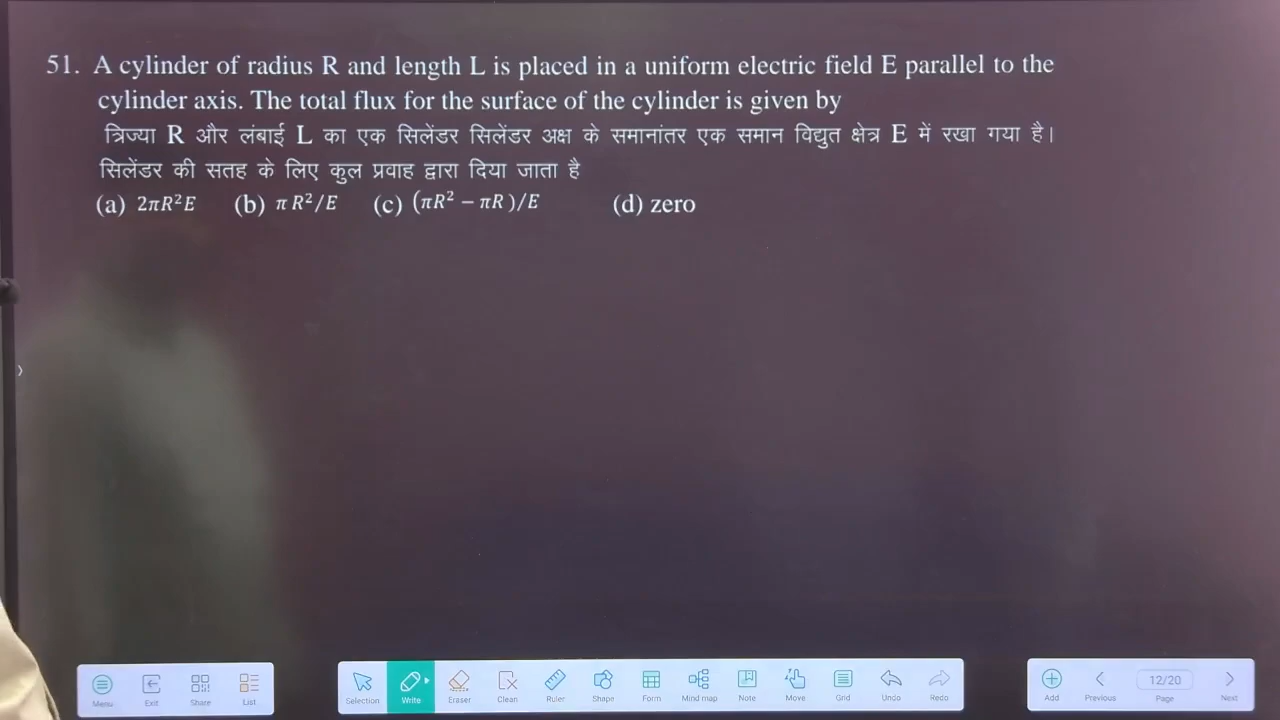 51. A cylinder of radius R and length L is placed in a uniform electric field E parallel to the
cylinder axis. The total flux for the surface of the cylinder is given by
त्रिज्या R और लंबाई L का एक सिलेंडर सिलेंडर अक्ष के समानांतर एक समान विद्युत क्षेत्र E में रखा गया है।
सिलेंडर की सतह के लिए कुल प्रवाह द्वारा दिया जाता है
(a) 2πR²E (b) π R²/E (c) (πR² − πR )/E (d) zero
Menu Exit Share List Selection Write Eraser Clean Ruler Shape Form Mind map Note Move Grid Undo Redo Add Previous 12/20 Page Next